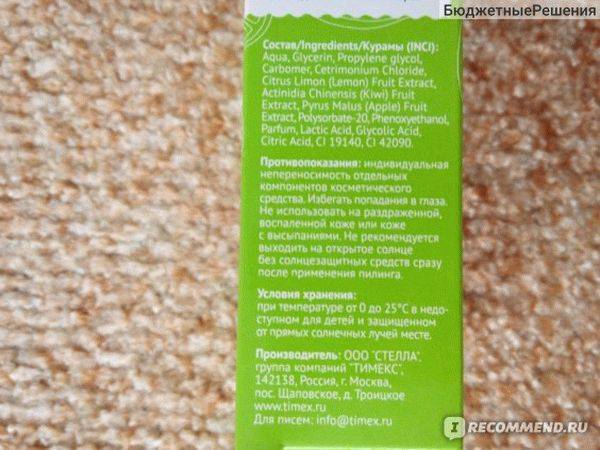 БюджетныеРешения
Состав/Ingredients/Курамы (INCI):
Aqua, Glycerin, Propylene glycol,
Carbomer, Cetrimonium Chloride,
Citrus Limon (Lemon) Fruit Extract,
Actinidia Chinensis (Kiwi) Fruit
Extract, Pyrus Malus (Apple) Fruit
Extract, Polysorbate-20, Phenoxyethanol,
Parfum, Lactic Acid, Glycolic Acid,
Citric Acid, CI 19140, CI 42090.
Противопоказания: индивидуальная
непереносимость отдельных
компонентов косметического
средства. Избегать попадания в глаза.
Не использовать на раздраженной,
воспаленной коже или коже
с высыпаниями. Не рекомендуется
выходить на открытое солнце
без солнцезащитных средств сразу
после применения пилинга.
Условия хранения:
при температуре от 0 до 25°С в недо-
ступном для детей и защищенном
от прямых солнечных лучей месте.
Производитель: ООО "СТЕЛЛА",
группа компаний "ТИМЕКС",
142138, Россия, г. Москва,
пос. Щаповское, д. Троицкое
www.timex.ru
Для писем: info@timex.ru
I RECOMMEND.RU